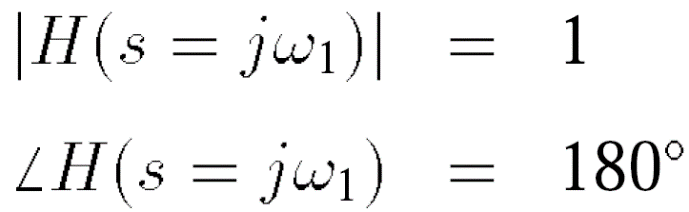 |H(s = jω₁)| = 1
∠H(s = jω₁) = 180°